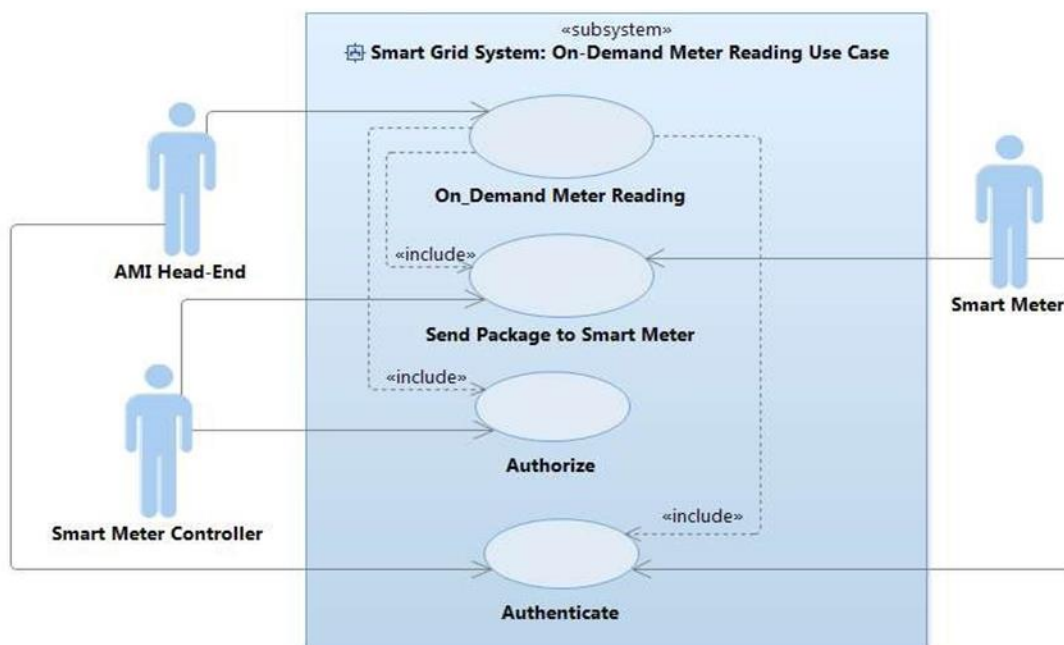 «subsystem»
Smart Grid System: On-Demand Meter Reading Use Case
On_Demand Meter Reading
AMI Head-End
«include»
Smart Meter
Send Package to Smart Meter
«include»
Authorize
Smart Meter Controller
«include»
Authenticate